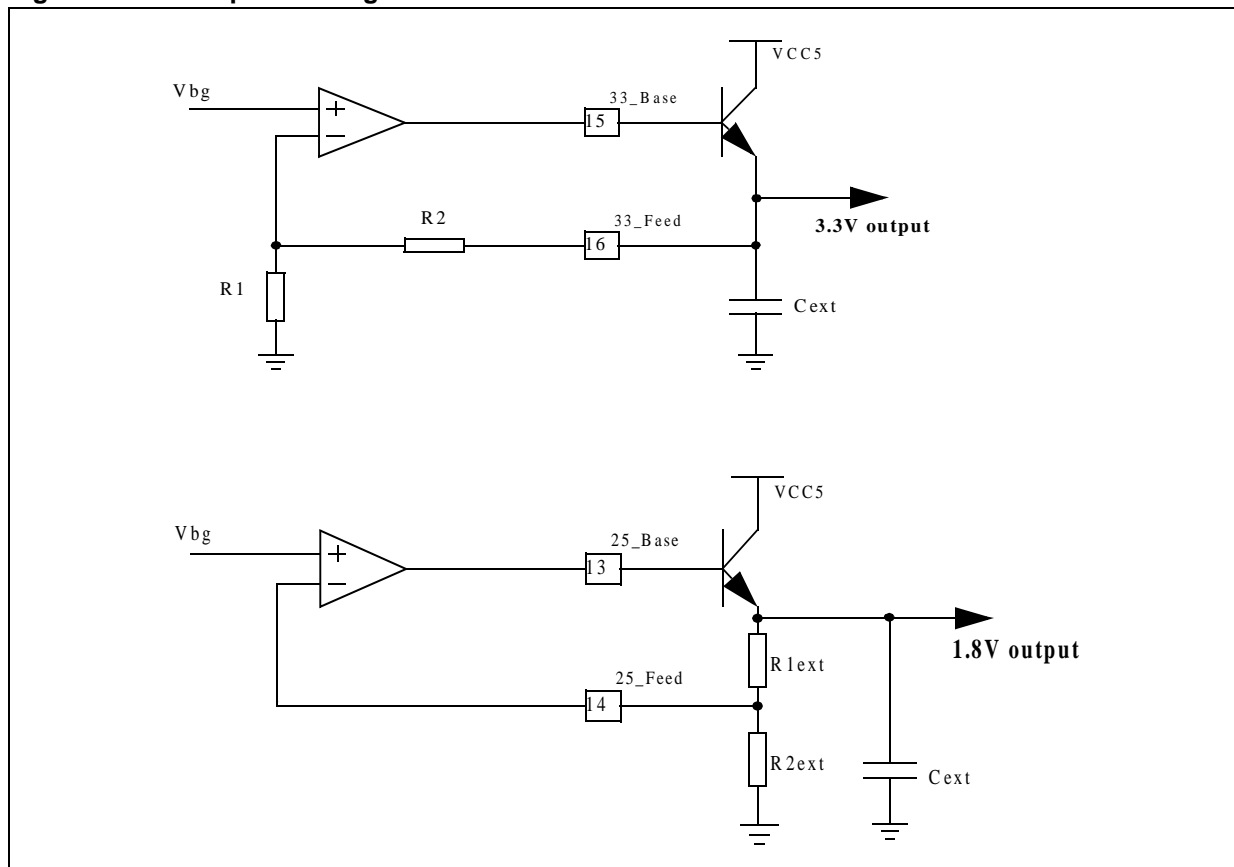 VCC5
Vbg
33_Base
+
15
−
R2
33_Feed
3.3V output
16
R1
Cext
VCC5
Vbg
25_Base
+
13
−
1.8V output
R1ext
25_Feed
14
R2ext
Cext